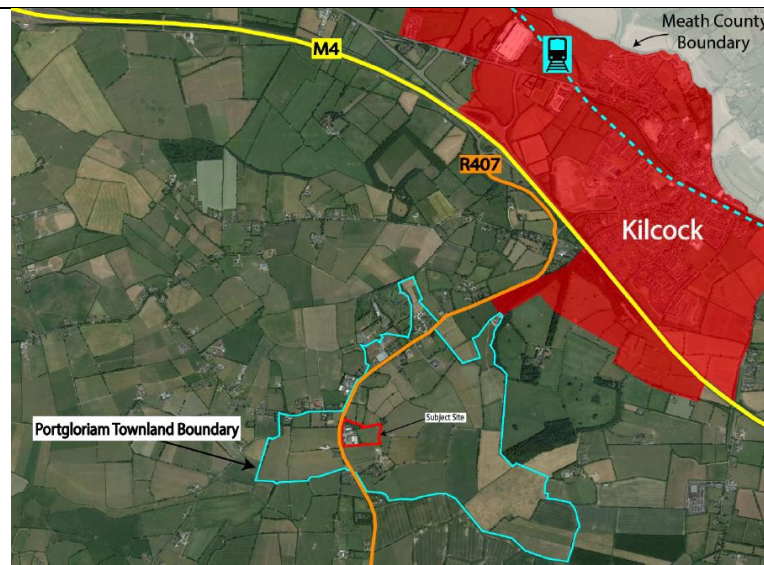 Meath County
Boundary
M4
R407
Kilcock
Subject Site
Portgloriam Townland Boundary